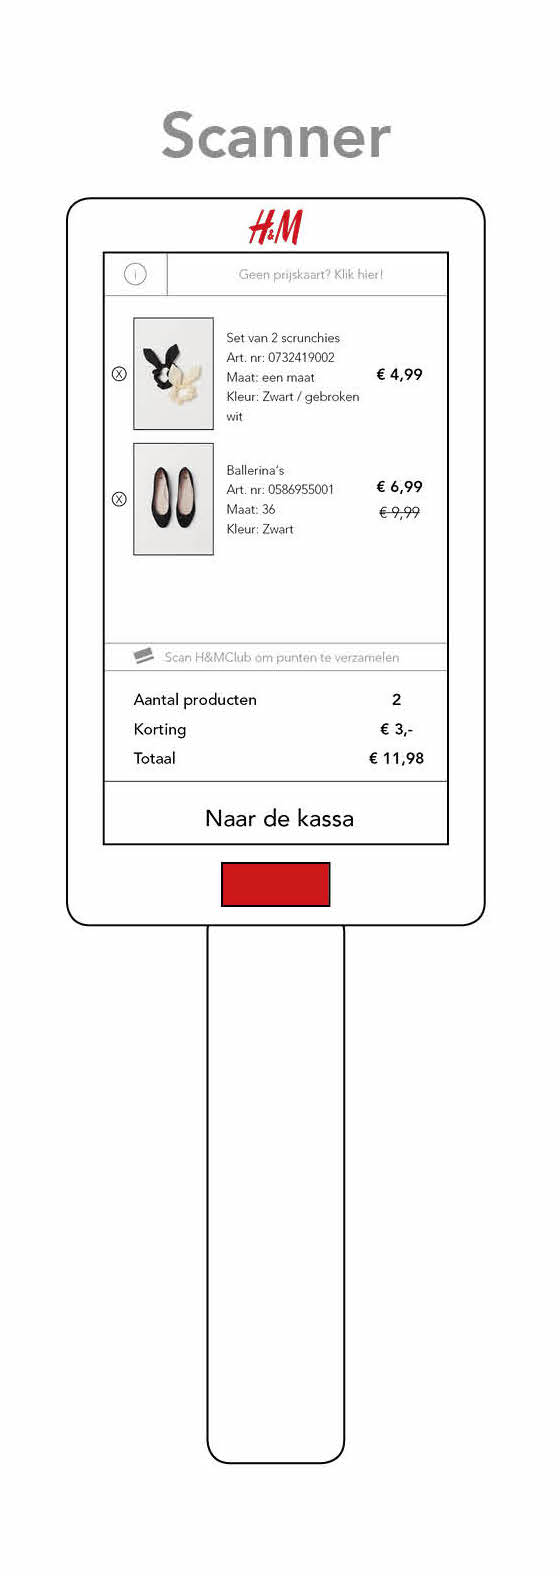 Scanner
H&M
i
Geen prijskaart? Klik hier!
Set van 2 scrunchies
Art. nr: 0732419002
Maat: een maat
Kleur: Zwart / gebroken
wit
€ 4,99
X
Ballerina's
Art. nr: 0586955001
Maat: 36
Kleur: Zwart
€ 6,99
€ 9,99
X
Scan H&MClub om punten te verzamelen
Aantal producten 2
Korting € 3,-
Totaal € 11,98
Naar de kassa